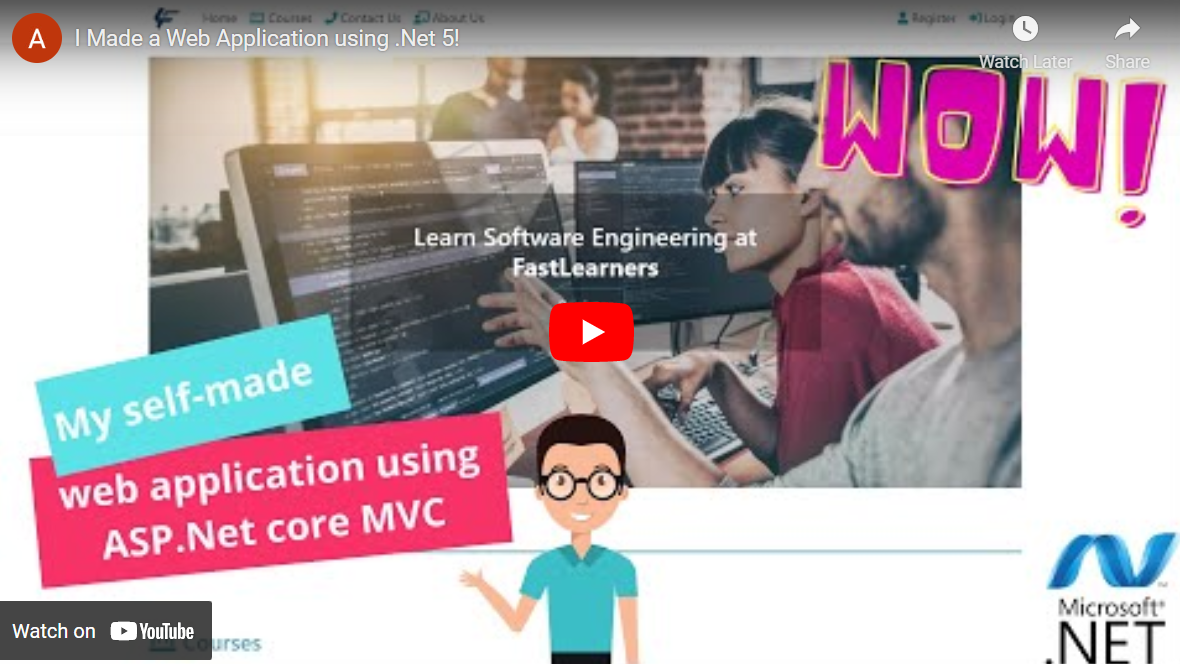 Home Courses Contact Us About Us
Register Login
A
I Made a Web Application using .Net 5!
Watch Later
Share
WOW!
Learn Software Engineering at
FastLearners
My self-made
web application using
ASP.Net core MVC
Microsoft®
.NET
Watch on YouTube
Courses